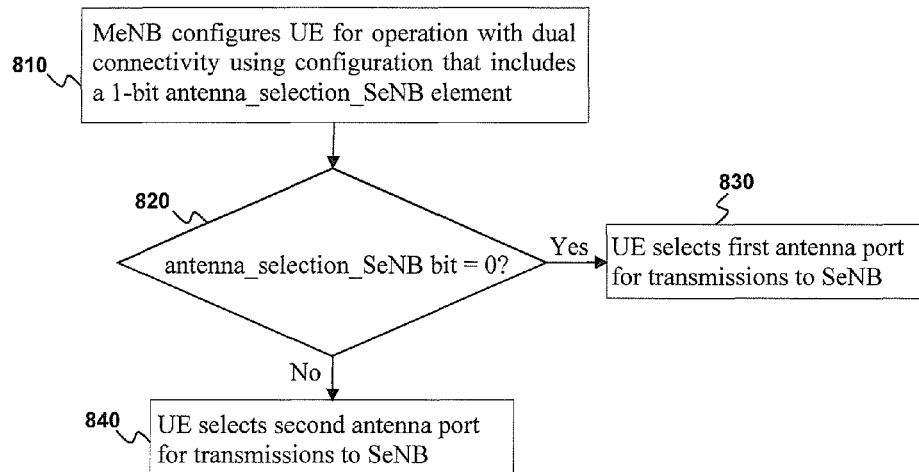 MeNB configures UE for operation with dual
connectivity using configuration that includes
a 1-bit antenna_selection_SeNB element
810
820
antenna_selection_SeNB bit = 0?
Yes
830
UE selects first antenna port
for transmissions to SeNB
No
840
UE selects second antenna port
for transmissions to SeNB